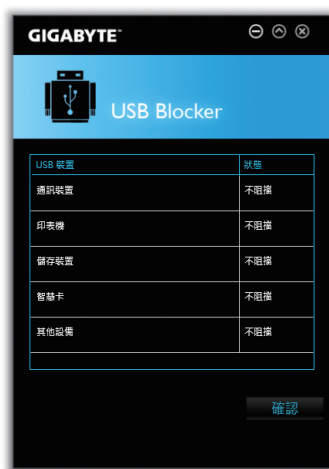 GIGABYTE™
USB Blocker
USB 裝置 狀態
通訊裝置 不阻擋
印表機 不阻擋
儲存裝置 不阻擋
智慧卡 不阻擋
其他設備 不阻擋
確認